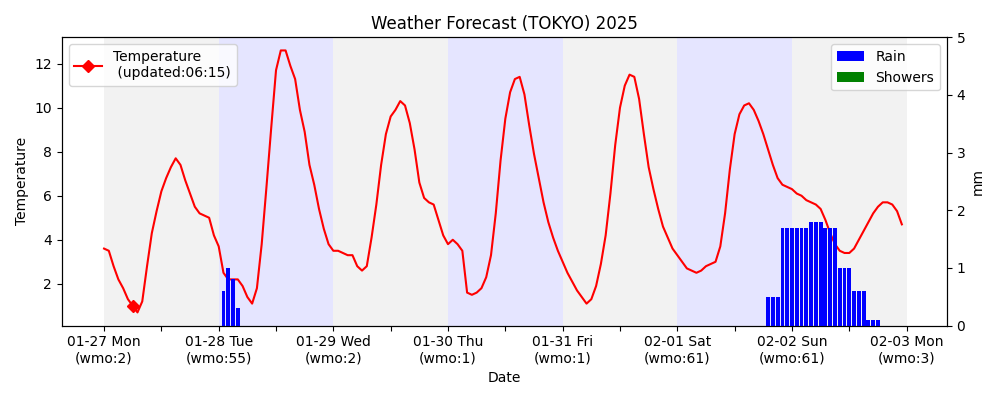 Weather Forecast (TOKYO) 2025
Temperature
(updated:06:15)
Rain
Showers
12
10
8
6
4
2
Temperature
5
4
3
2
1
0
mm
01-27 Mon 01-28 Tue 01-29 Wed 01-30 Thu 01-31 Fri 02-01 Sat 02-02 Sun 02-03 Mon
(wmo:2) (wmo:55) (wmo:2) (wmo:1) (wmo:1) (wmo:61) (wmo:61) (wmo:3)
Date